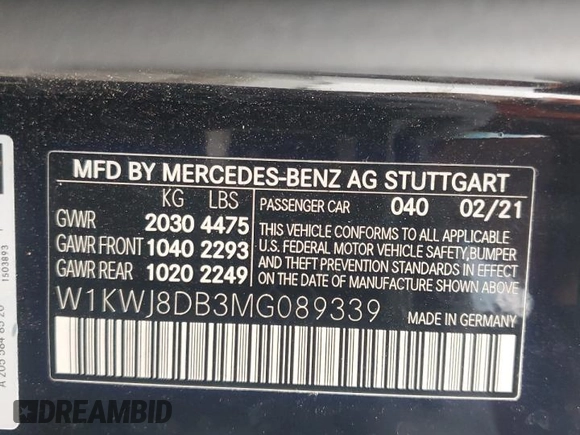 MFD BY MERCEDES-BENZ AG STUTTGART
KG LBS
GVWR 2030 4475
GAWR FRONT 1040 2293
GAWR REAR 1020 2249
PASSENGER CAR 040 02/21
THIS VEHICLE CONFORMS TO ALL APPLICABLE
U.S. FEDERAL MOTOR VEHICLE SAFETY,BUMPER
AND THEFT PREVENTION STANDARDS IN EFFECT
ON THE DATE OF MANUFACTURE SHOWN ABOVE.
W1KWJ8DB3MG089339
MADE IN GERMANY
1503893
DREAMBID